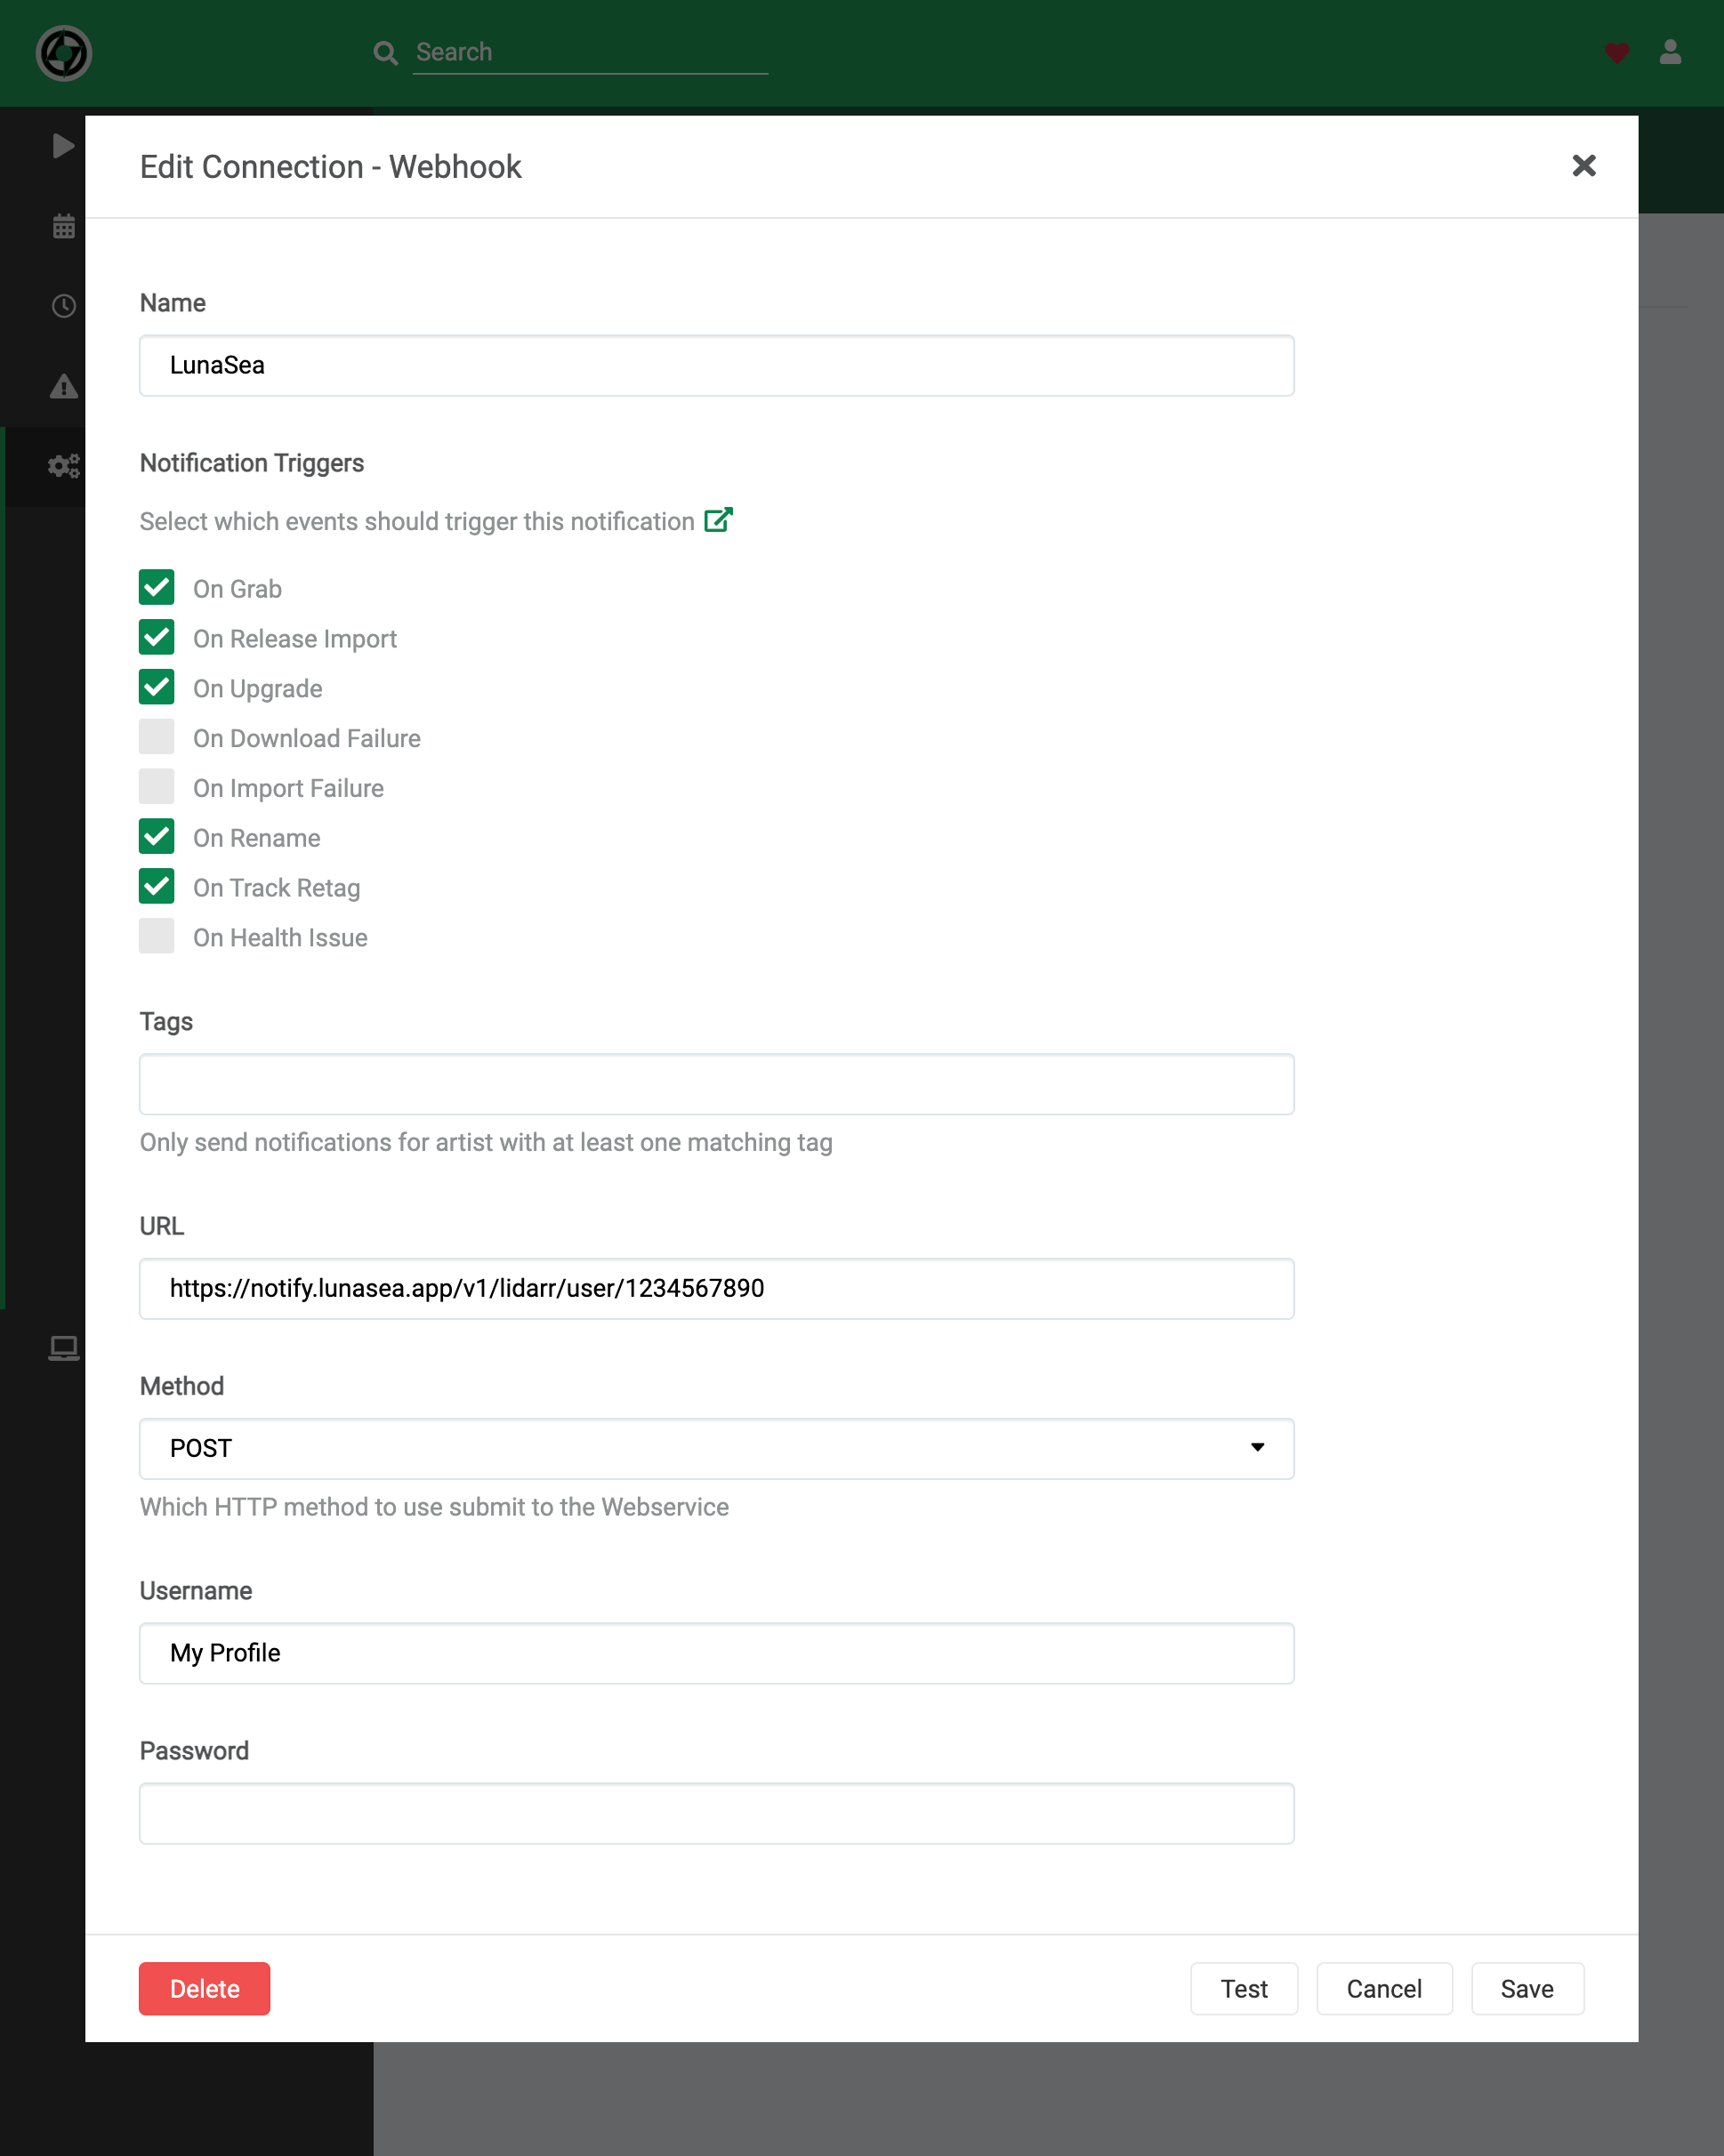 Search
Edit Connection - Webhook
Name
LunaSea
Notification Triggers
Select which events should trigger this notification
On Grab
On Release Import
On Upgrade
On Download Failure
On Import Failure
On Rename
On Track Retag
On Health Issue
Tags
Only send notifications for artist with at least one matching tag
URL
https://notify.lunasea.app/v1/lidarr/user/1234567890
Method
POST
Which HTTP method to use submit to the Webservice
Username
My Profile
Password
Delete
Test
Cancel
Save